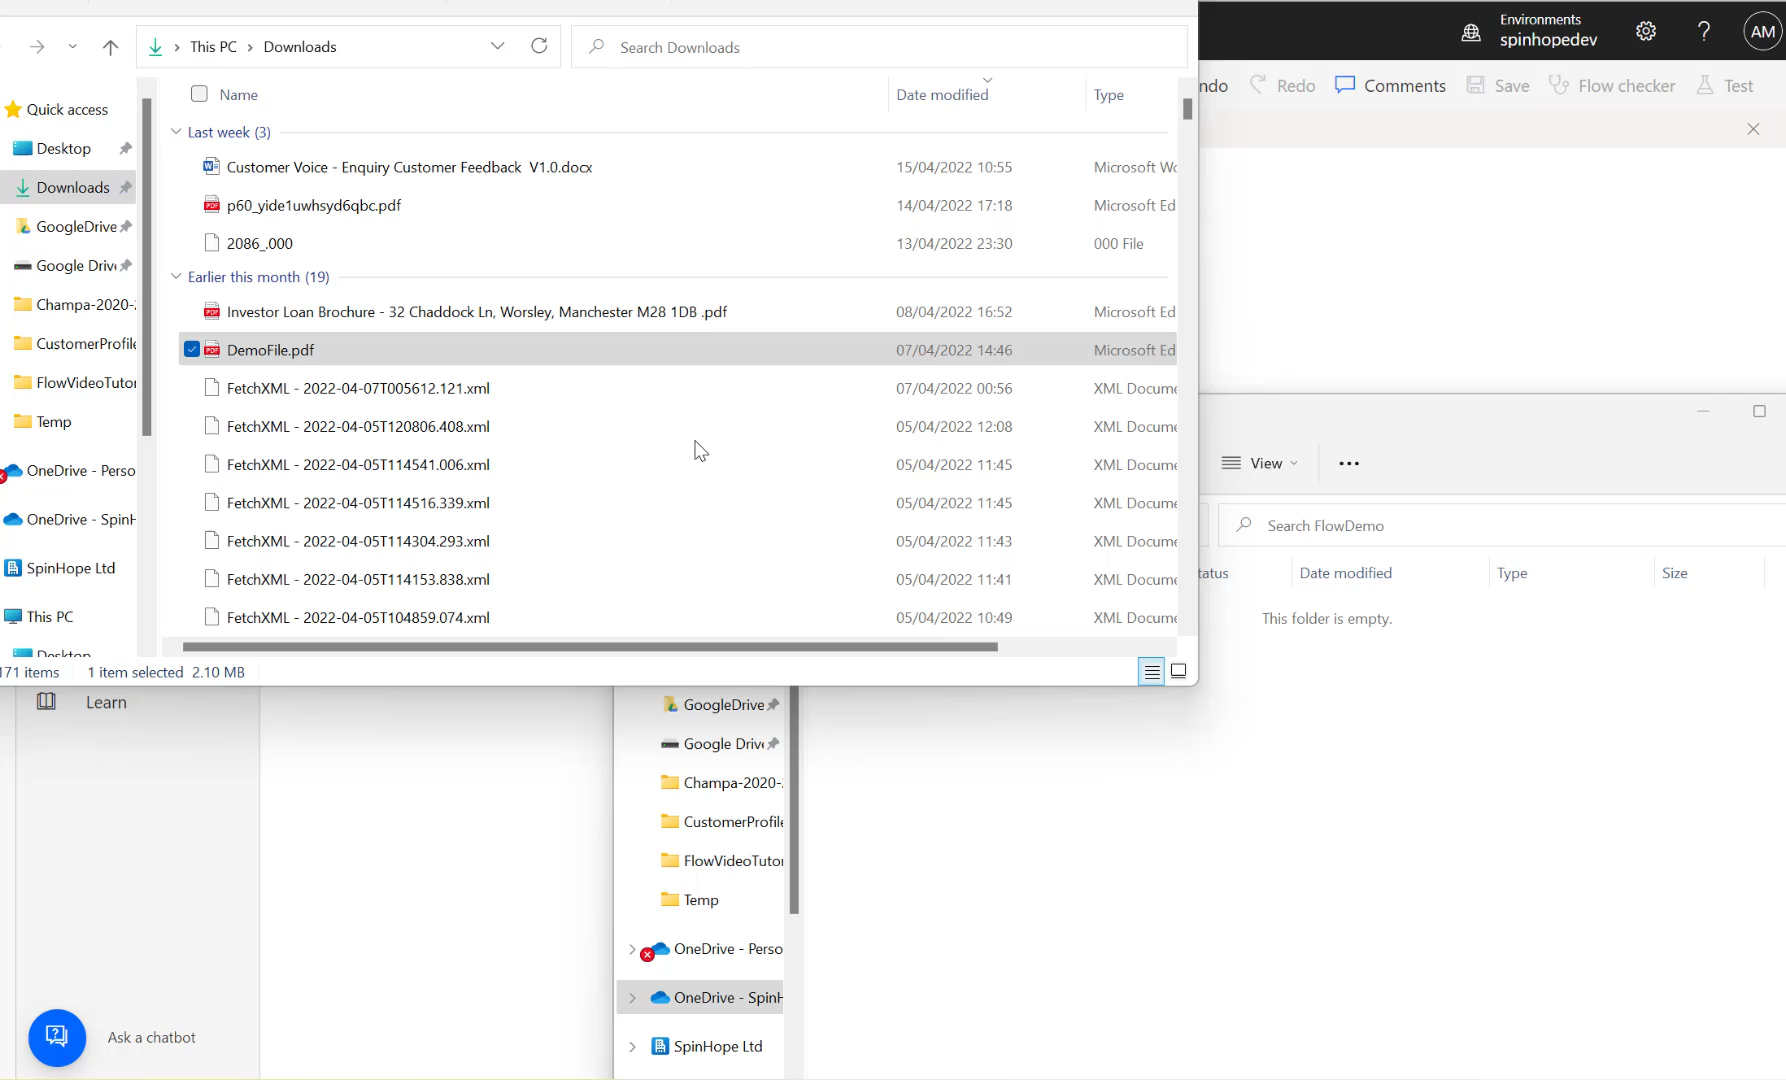 This PC > Downloads
Search Downloads
Environments
spinhopedev
AM
Redo
Comments
Save
Flow checker
Test
Name
Date modified
Type
Quick access
Desktop
Downloads
GoogleDrive
Google Driv
Champa-2020-
CustomerProfile
FlowVideoTutor
Temp
OneDrive - Perso
OneDrive - SpinH
SpinHope Ltd
This PC
Desktop
Last week (3)
Customer Voice - Enquiry Customer Feedback V1.0.docx 15/04/2022 10:55 Microsoft Wo
p60_yide1uwhsyd6qbc.pdf 14/04/2022 17:18 Microsoft Ed
2086_.000 13/04/2022 23:30 000 File
Earlier this month (19)
Investor Loan Brochure - 32 Chaddock Ln, Worsley, Manchester M28 1DB .pdf 08/04/2022 16:52 Microsoft Ed
DemoFile.pdf 07/04/2022 14:46 Microsoft Ed
FetchXML - 2022-04-07T005612.121.xml 07/04/2022 00:56 XML Docume
FetchXML - 2022-04-05T120806.408.xml 05/04/2022 12:08 XML Docume
FetchXML - 2022-04-05T114541.006.xml 05/04/2022 11:45 XML Docume
FetchXML - 2022-04-05T114516.339.xml 05/04/2022 11:45 XML Docume
FetchXML - 2022-04-05T114304.293.xml 05/04/2022 11:43 XML Docume
FetchXML - 2022-04-05T114153.838.xml 05/04/2022 11:41 XML Docume
FetchXML - 2022-04-05T104859.074.xml 05/04/2022 10:49 XML Docume
171 items 1 item selected 2.10 MB
View
Search FlowDemo
tatus
Date modified
Type
Size
This folder is empty.
Learn
Ask a chatbot
GoogleDrive
Google Driv
Champa-2020-
CustomerProfile
FlowVideoTutor
Temp
OneDrive - Perso
OneDrive - SpinH
SpinHope Ltd